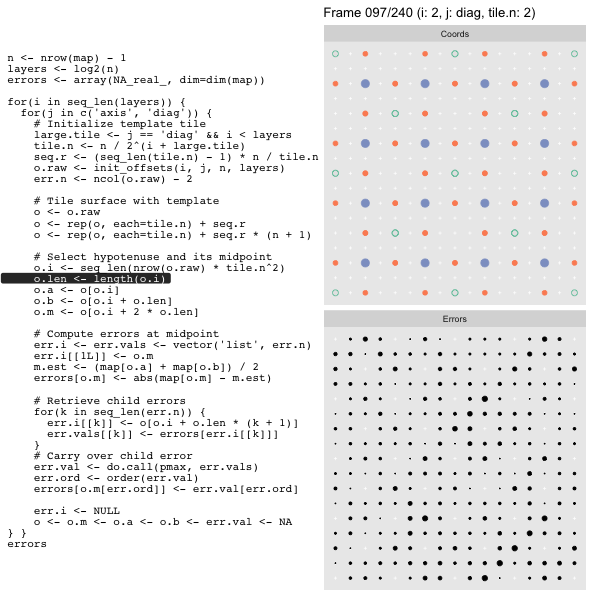 Frame 097/240 (i: 2, j: diag, tile.n: 2)
Coords
n <- nrow(map) - 1
layers <- log2(n)
errors <- array(NA_real_, dim=dim(map))
for(i in seq_len(layers)) {
  for(j in c('axis', 'diag')) {
    # Initialize template tile
    large.tile <- j == 'diag' && i < layers
    tile.n <- n / 2^(i + large.tile)
    seq.r <- (seq_len(tile.n) - 1) * n / tile.n
    o.raw <- init_offsets(i, j, n, layers)
    err.n <- ncol(o.raw) - 2
    # Tile surface with template
    o <- o.raw
    o <- rep(o, each=tile.n) + seq.r
    o <- rep(o, each=tile.n) + seq.r * (n + 1)
    # Select hypotenuse and its midpoint
    o.i <- seq_len(nrow(o.raw) * tile.n^2)
    o.len <- length(o.i)
    o.a <- o[o.i]
    o.b <- o[o.i + o.len]
    o.m <- o[o.i + 2 * o.len]
    # Compute errors at midpoint
    err.i <- err.vals <- vector('list', err.n)
    err.i[[1L]] <- o.m
    m.est <- (map[o.a] + map[o.b]) / 2
    errors[o.m] <- abs(map[o.m] - m.est)
    # Retrieve child errors
    for(k in seq_len(err.n)) {
      err.i[[k]] <- o[o.i + o.len * (k + 1)]
      err.vals[[k]] <- errors[err.i[[k]]]
    }
    # Carry over child error
    err.val <- do.call(pmax, err.vals)
    err.ord <- order(err.val)
    errors[o.m[err.ord]] <- err.val[err.ord]
    err.i <- NULL
    o <- o.m <- o.a <- o.b <- err.val <- NA
} }
errors
Errors